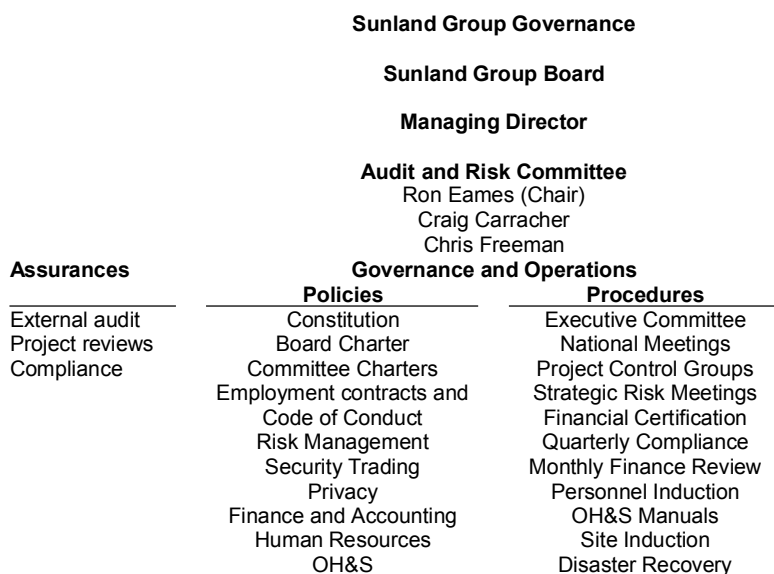 Sunland Group Governance
Sunland Group Board
Managing Director
Audit and Risk Committee
Ron Eames (Chair)
Craig Carracher
Chris Freeman
Assurances Governance and Operations
Policies Procedures
External audit Constitution Executive Committee
Project reviews Board Charter National Meetings
Compliance Committee Charters Project Control Groups
Employment contracts and Strategic Risk Meetings
Code of Conduct Financial Certification
Risk Management Quarterly Compliance
Security Trading Monthly Finance Review
Privacy Personnel Induction
Finance and Accounting OH&S Manuals
Human Resources Site Induction
OH&S Disaster Recovery